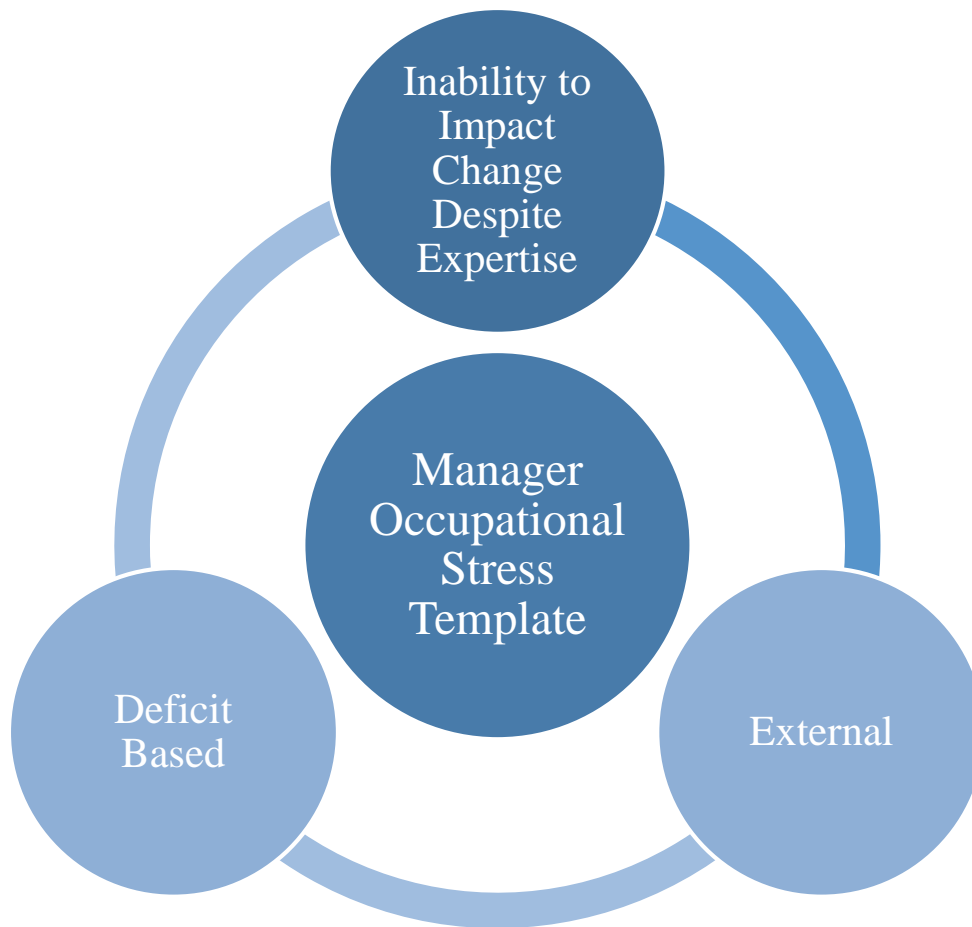 Inability to
Impact
Change
Despite
Expertise
Manager
Occupational
Stress
Template
Deficit
Based
External